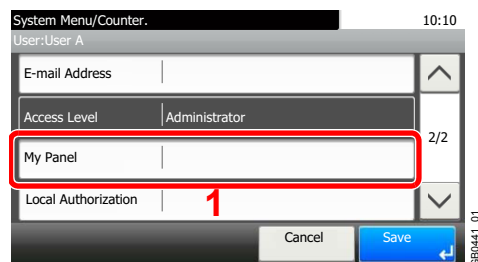 System Menu/Counter. 10:10
User:User A
E-mail Address
Access Level Administrator
2/2
My Panel
Local Authorization 1
Cancel Save
GB0441_01